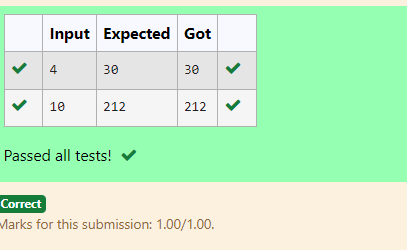 Input Expected Got
4 30 30
10 212 212
Passed all tests!
Correct
Marks for this submission: 1.00/1.00.